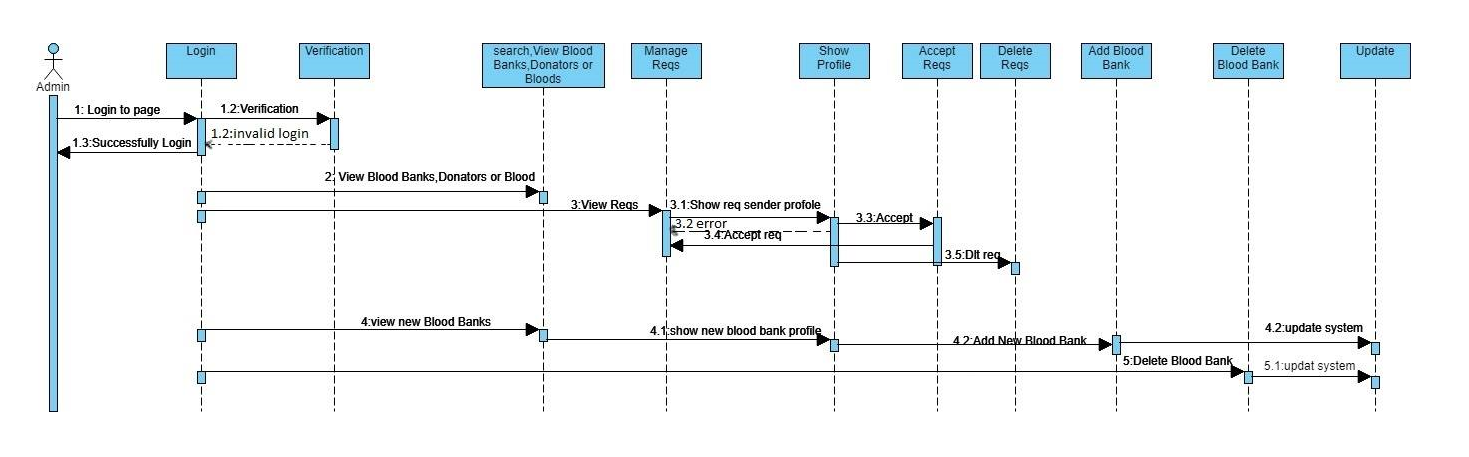 Login
Verification
search,View Blood
Banks,Donators or
Bloods
Manage
Reqs
Show
Profile
Accept
Reqs
Delete
Reqs
Add Blood
Bank
Delete
Blood Bank
Update
Admin
1: Login to page
1.2:Verification
1.2:invalid login
1.3:Successfully Login
2: View Blood Banks,Donators or Blood
3:View Reqs
3.1:Show req sender profole
3.3:Accept
3.2 error
3.4:Accept req
3.5:Dlt req
4:view new Blood Banks
4.1:show new blood bank profile
4.2:Add New Blood Bank
4.2:update system
5:Delete Blood Bank
5.1:updat system